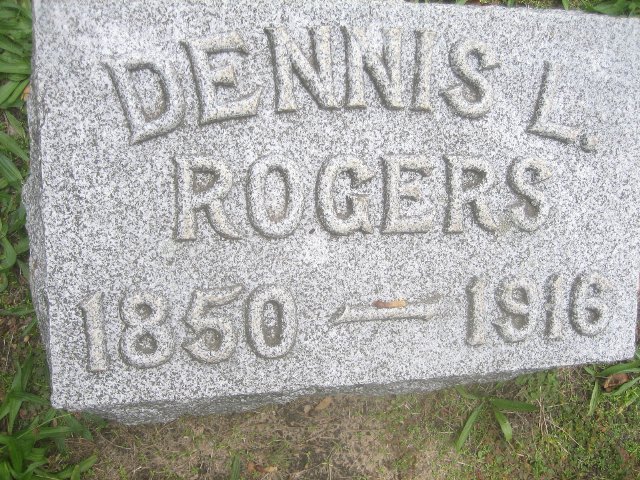 DENNIS L.
ROGERS
1850 — 1916